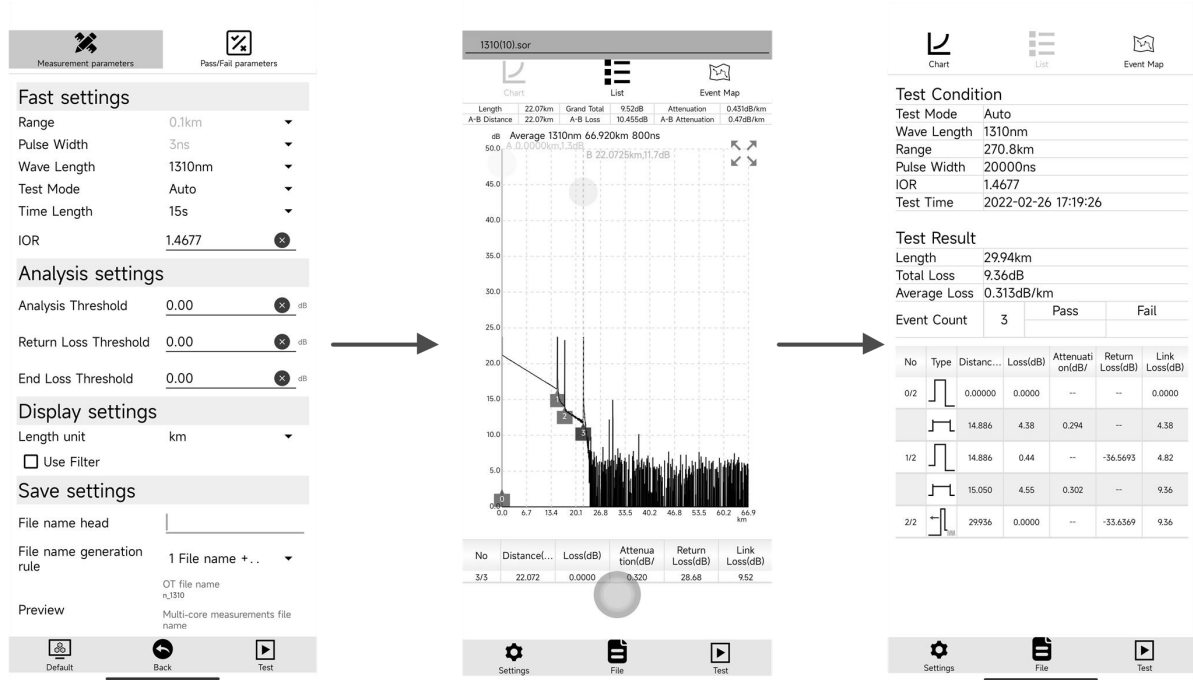 Measurement parameters
Pass/Fail parameters
Fast settings
Range 0.1km
Pulse Width 3ns
Wave Length 1310nm
Test Mode Auto
Time Length 15s
IOR 1.4677
Analysis settings
Analysis Threshold 0.00 dB
Return Loss Threshold 0.00 dB
End Loss Threshold 0.00 dB
Display settings
Length unit km
Use Filter
Save settings
File name head
File name generation
rule
1 File name +. .
OT file name
n_1310
Preview
Multi-core measurements file
name
Default Back Test
1310(10).sor
Chart List Event Map
Length 22.07km Grand Total 9.52dB Attenuation 0.431dB/km
A-B Distance 22.07km A-B Loss 10.455dB A-B Attenuation 0.47dB/km
dB Average 1310nm 66.920km 800ns
A 0.0000km,1.3dB
B 22.0725km,11.7dB
50.0
45.0
40.0
35.0
30.0
25.0
20.0
15.0
10.0
5.0
1
2
3
0
0.0 6.7 13.4 20.1 26.8 33.5 40.2 46.8 53.5 60.2 66.9
km
No Distance(... Loss(dB) Attenua
tion(dB/ Return
Loss(dB) Link
Loss(dB)
3/3 22.072 0.0000 0.320 28.68 9.52
Settings File Test
Chart List Event Map
Test Condition
Test Mode Auto
Wave Length 1310nm
Range 270.8km
Pulse Width 20000ns
IOR 1.4677
Test Time 2022-02-26 17:19:26
Test Result
Length 29.94km
Total Loss 9.36dB
Average Loss 0.313dB/km
Event Count 3 Pass Fail
No Type Distanc... Loss(dB) Attenuati
on(dB/ Return
Loss(dB) Link
Loss(dB)
0/2 0.00000 0.0000 -- -- 0.0000
14.886 4.38 0.294 -- 4.38
1/2 14.886 0.44 -- -36.5693 4.82
15.050 4.55 0.302 -- 9.36
2/2 29.936 0.0000 -- -33.6369 9.36
Settings File Test